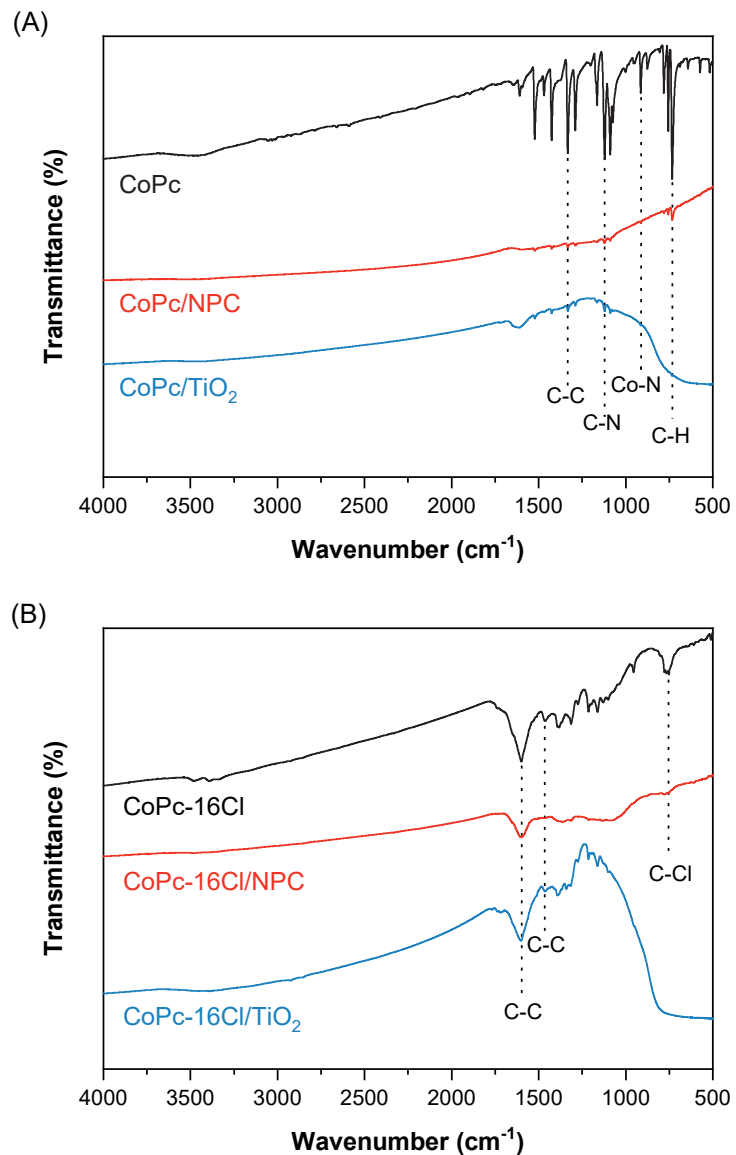 (A)
Transmittance (%)
CoPc
CoPc/NPC
CoPc/TiO₂
C-C
C-N
Co-N
C-H
4000 3500 3000 2500 2000 1500 1000 500
Wavenumber (cm⁻¹)
(B)
Transmittance (%)
CoPc-16Cl
CoPc-16Cl/NPC
CoPc-16Cl/TiO₂
C-C
C-C
C-Cl
4000 3500 3000 2500 2000 1500 1000 500
Wavenumber (cm⁻¹)